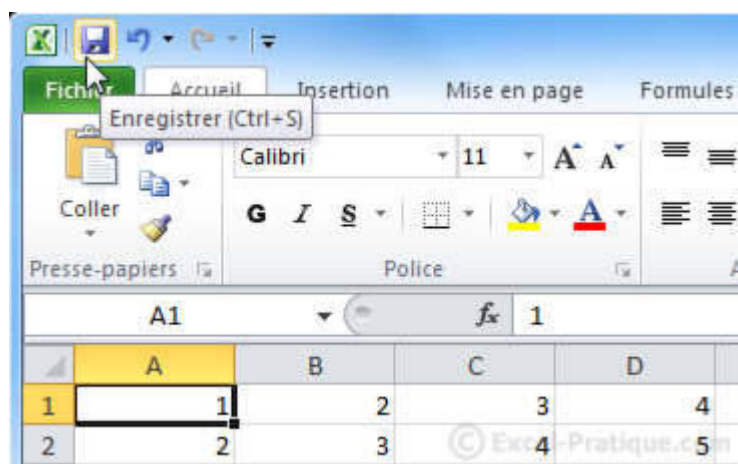 Fichier Accueil Insertion Mise en page Formules
Enregistrer (Ctrl+S)
Calibri 11 A A
Coller
G I S A
Presse-papiers Police
A1 fx 1
A B C D
1 1 2 3 4
2 2 3 4 5
© Excel-Pratique.com